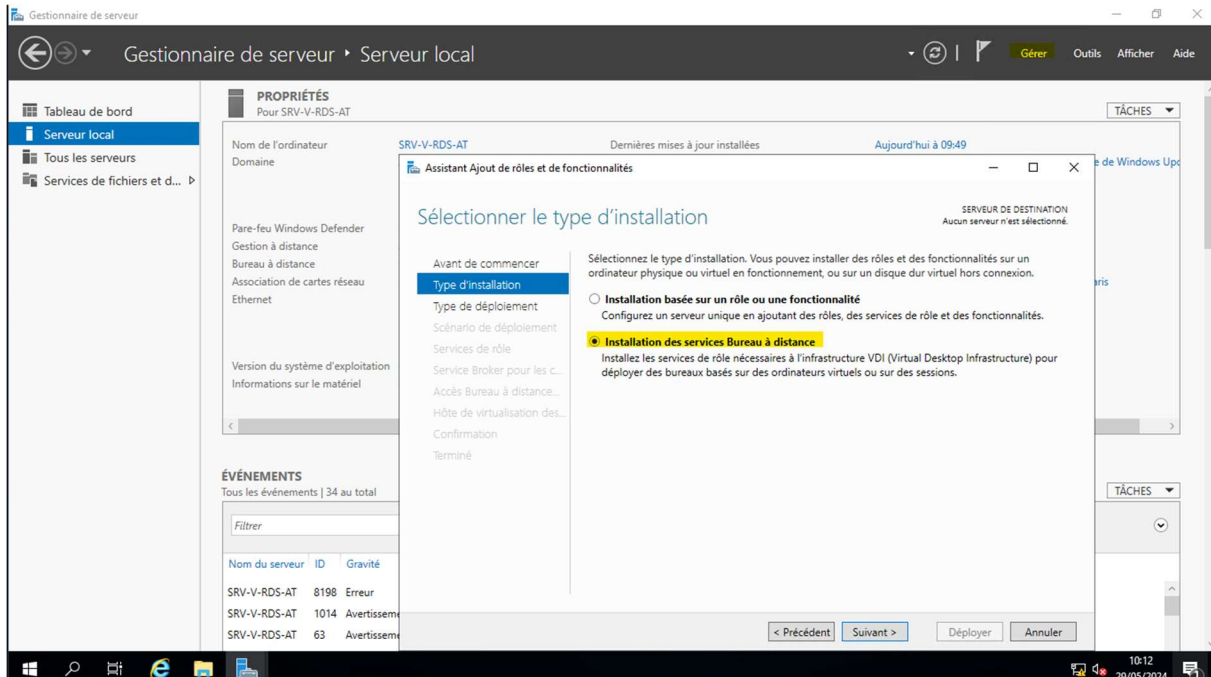 Gestionnaire de serveur
Gestionnaire de serveur ‣ Serveur local
Gérer Outils Afficher Aide
Tableau de bord
Serveur local
Tous les serveurs
Services de fichiers et d...
PROPRIÉTÉS
Pour SRV-V-RDS-AT
TÂCHES
Nom de l'ordinateur SRV-V-RDS-AT Dernières mises à jour installées Aujourd'hui à 09:49
Domaine
e de Windows Upd
Pare-feu Windows Defender
Gestion à distance
Bureau à distance
Association de cartes réseau
aris
Ethernet
Version du système d'exploitation
Informations sur le matériel
Assistant Ajout de rôles et de fonctionnalités
Sélectionner le type d'installation
SERVEUR DE DESTINATION
Aucun serveur n'est sélectionné.
Avant de commencer
Type d'installation
Type de déploiement
Scénario de déploiement
Services de rôle
Service Broker pour les c...
Accès Bureau à distance...
Hôte de virtualisation des...
Confirmation
Terminé
Sélectionnez le type d'installation. Vous pouvez installer des rôles et des fonctionnalités sur un
ordinateur physique ou virtuel en fonctionnement, ou sur un disque dur virtuel hors connexion.
Installation basée sur un rôle ou une fonctionnalité
Configurez un serveur unique en ajoutant des rôles, des services de rôle et des fonctionnalités.
Installation des services Bureau à distance
Installez les services de rôle nécessaires à l'infrastructure VDI (Virtual Desktop Infrastructure) pour
déployer des bureaux basés sur des ordinateurs virtuels ou sur des sessions.
< Précédent Suivant > Déployer Annuler
ÉVÉNEMENTS
Tous les événements | 34 au total
TÂCHES
Filtrer
Nom du serveur ID Gravité
SRV-V-RDS-AT 8198 Erreur
SRV-V-RDS-AT 1014 Avertisseme
SRV-V-RDS-AT 63 Avertisseme
10:12
29/05/2024